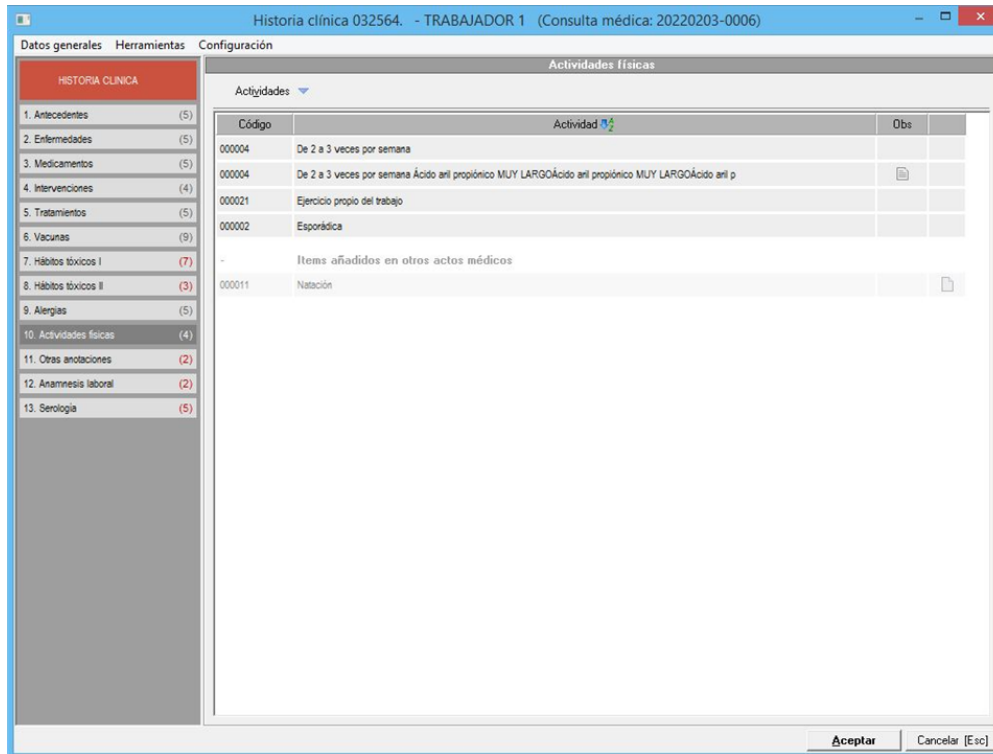 Historia clínica 032564. - TRABAJADOR 1 (Consulta médica: 20220203-0006)
Datos generales Herramientas Configuración
HISTORIA CLINICA
1. Antecedentes (5)
2. Enfermedades (5)
3. Medicamentos (5)
4. Intervenciones (4)
5. Tratamientos (5)
6. Vacunas (9)
7. Hábitos tóxicos I (7)
8. Hábitos tóxicos II (3)
9. Alergias (5)
10. Actividades físicas (4)
11. Otras anotaciones (2)
12. Anamnesis laboral (2)
13. Serología (5)
Actividades físicas
Actividades
Código Actividad Obs
000004 De 2 a 3 veces por semana
000004 De 2 a 3 veces por semana Ácido aril propiónico MUY LARGOÁcido aril propiónico MUY LARGOÁcido aril p
000021 Ejercicio propio del trabajo
000002 Esporádica
- Items añadidos en otros actos médicos
000011 Natación
Aceptar Cancelar [Esc]